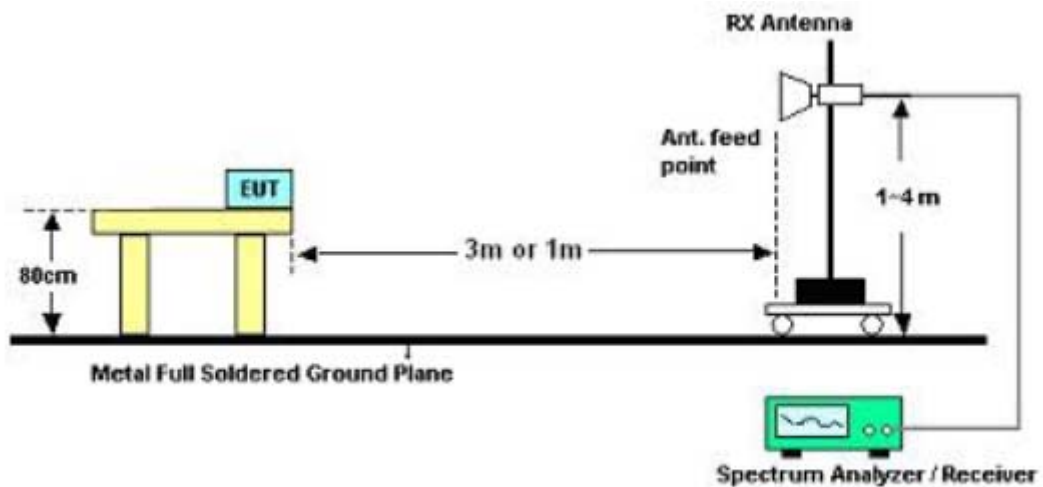 RX Antenna
Ant. feed
point
EUT
1~4 m
3m or 1m
80cm
Metal Full Soldered Ground Plane
Spectrum Analyzer / Receiver